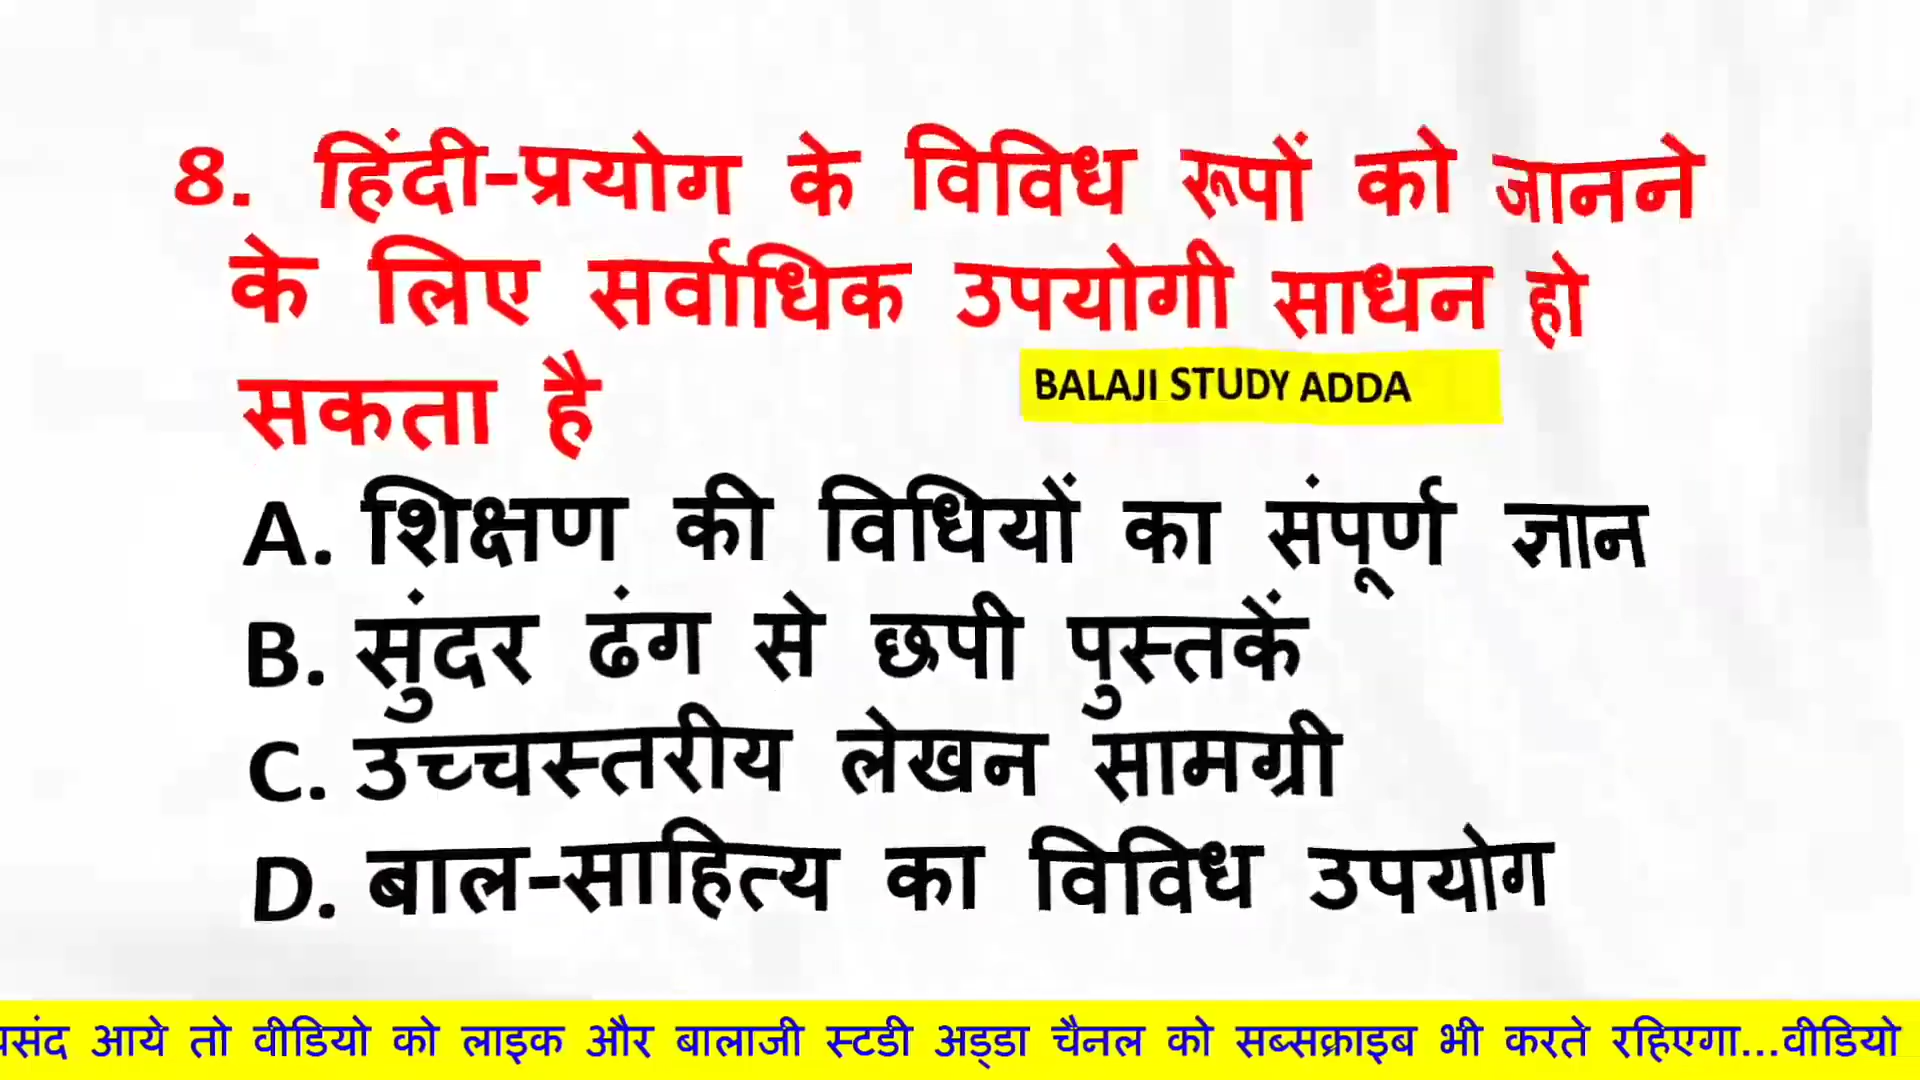 8. हिंदी-प्रयोग के विविध रूपों को जानने
के लिए सर्वाधिक उपयोगी साधन हो
सकता है
BALAJI STUDY ADDA
A. शिक्षण की विधियों का संपूर्ण ज्ञान
B. सुंदर ढंग से छपी पुस्तकें
C. उच्चस्तरीय लेखन सामग्री
D. बाल-साहित्य का विविध उपयोग
पसंद आये तो वीडियो को लाइक और बालाजी स्टडी अड्डा चैनल को सब्सक्राइब भी करते रहिएगा...वीडियो